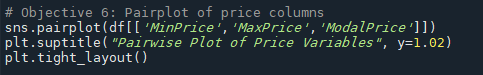 # Objective 6: Pairplot of price columns
sns.pairplot(df[['MinPrice','MaxPrice','ModalPrice']])
plt.suptitle("Pairwise Plot of Price Variables", y=1.02)
plt.tight_layout()